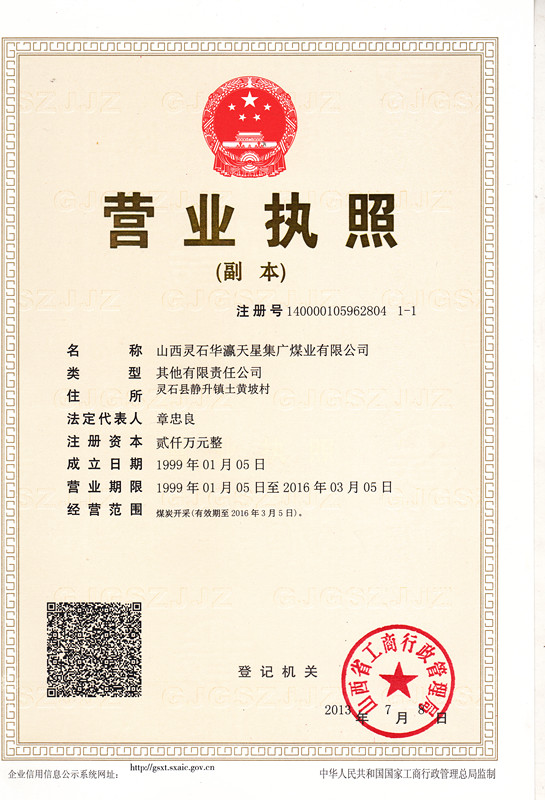 营业执照
(副 本)
注册号 140000105962804 1-1
名称 山西灵石华瀛天星集广煤业有限公司
类型 其他有限责任公司
住所 灵石县静升镇土黄坡村
法定代表人 章忠良
注册资本 贰仟万元整
成立日期 1999年01月05日
营业期限 1999年01月05日至2016年03月05日
经营范围 煤炭开采(有效期至2016年3月5日)。
登记机关
山西省工商行政管理局
2013年7月8日
企业信用信息公示系统网址: http://gsxt.sxaic.gov.cn
中华人民共和国国家工商行政管理总局监制